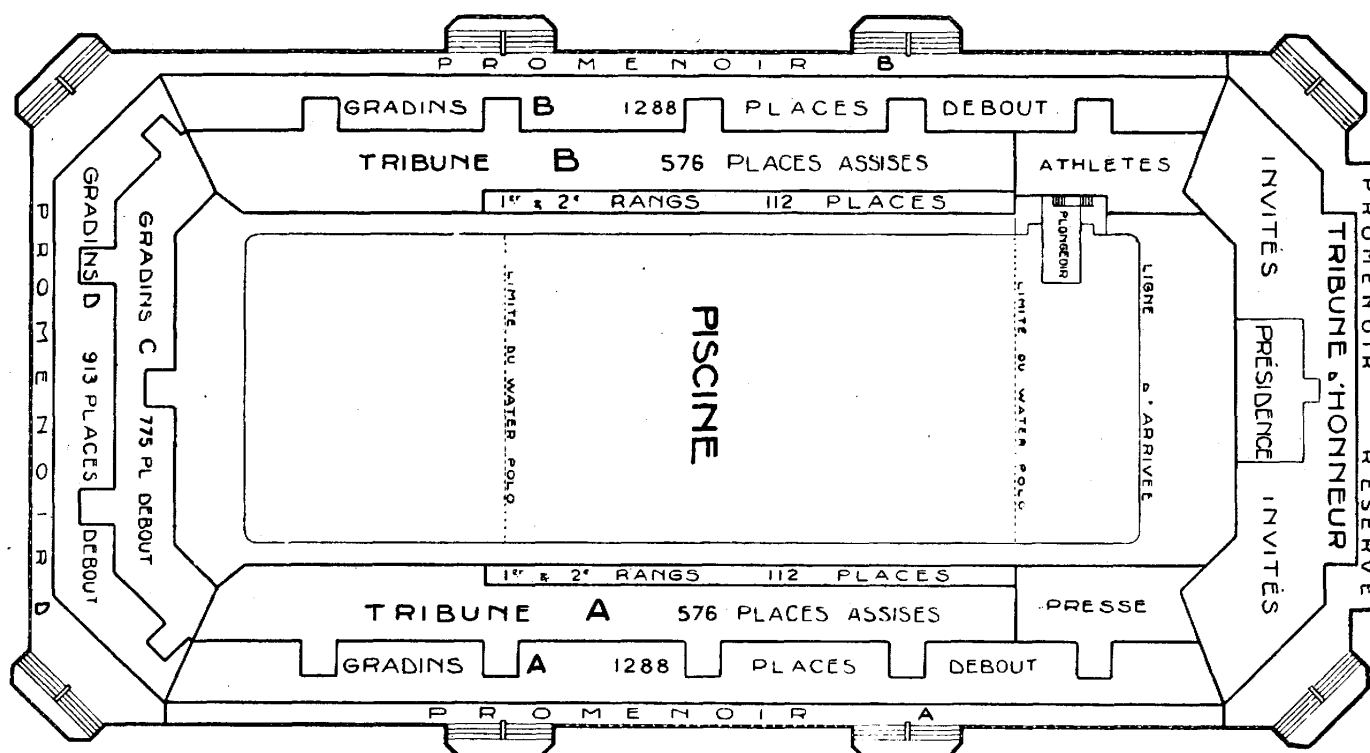 PROMENOIR B
GRADINS B 1288 PLACES DEBOUT
TRIBUNE B 576 PLACES ASSISES
ATHLETES
1er & 2e RANGS 112 PLACES
PLONGEOIR
INVITÉS
PROMENOIR RESERVE
TRIBUNE D'HONNEUR
PRÉSIDENCE
INVITÉS
LIGNE D'ARRIVEE
LIMITE DU WATER POLO
PISCINE
LIMITE DU WATER POLO
GRADINS C 775 PL DEBOUT
GRADINS D 913 PLACES DEBOUT
PROMENOIR D
1er & 2e RANGS 112 PLACES
TRIBUNE A 576 PLACES ASSISES
PRESSE
GRADINS A 1288 PLACES DEBOUT
PROMENOIR A